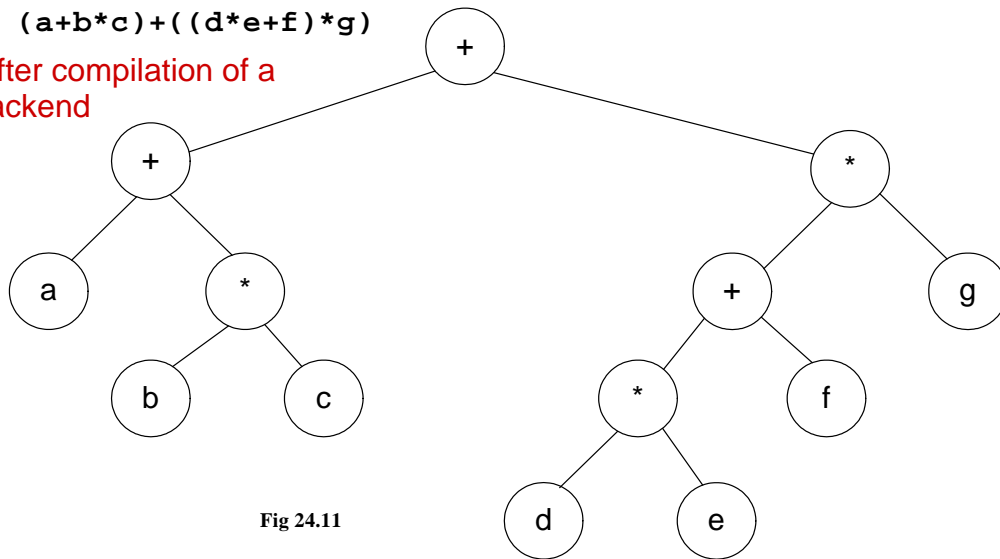 (a+b*c)+((d*e+f)*g)
fter compilation of a
ackend
+
+
*
a
*
+
g
b
c
*
f
d
e
Fig 24.11